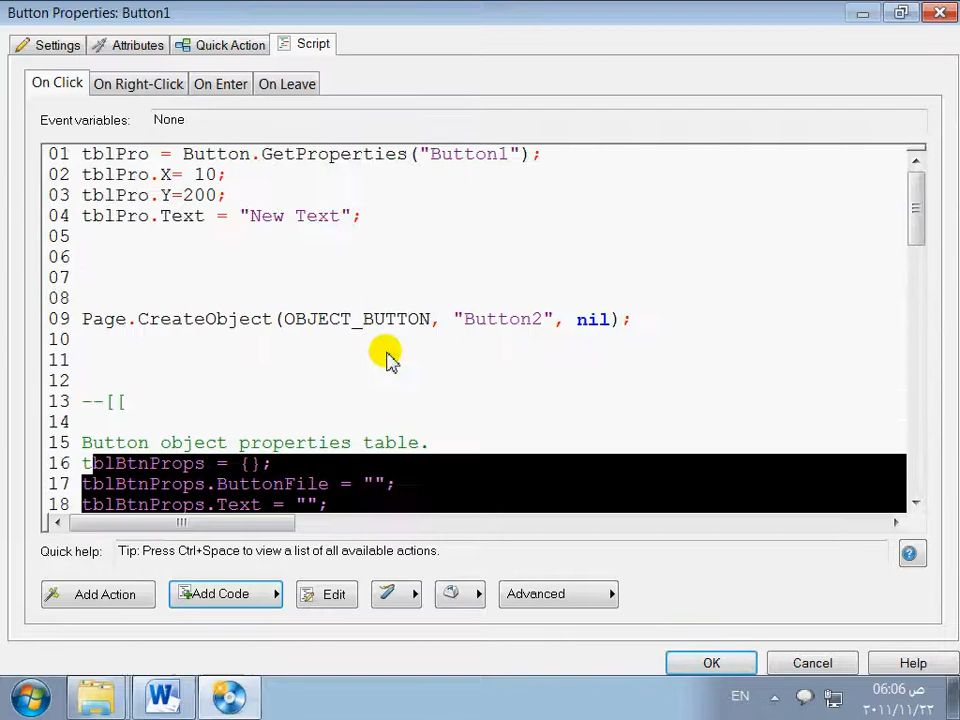 Button Properties: Button1
Settings Attributes Quick Action Script
On Click On Right-Click On Enter On Leave
Event variables: None
01 tblPro = Button.GetProperties("Button1");
02 tblPro.X= 10;
03 tblPro.Y=200;
04 tblPro.Text = "New Text";
05
06
07
08
09 Page.CreateObject(OBJECT_BUTTON, "Button2", nil);
10
11
12
13 --[[
14
15 Button object properties table.
16 tblBtnProps = {};
17 tblBtnProps.ButtonFile = "";
18 tblBtnProps.Text = "";
Quick help: Tip: Press Ctrl+Space to view a list of all available actions.
Add Action Add Code Edit Advanced
OK Cancel Help
EN 06:06 ص
٢٠١١/١١/٢٢